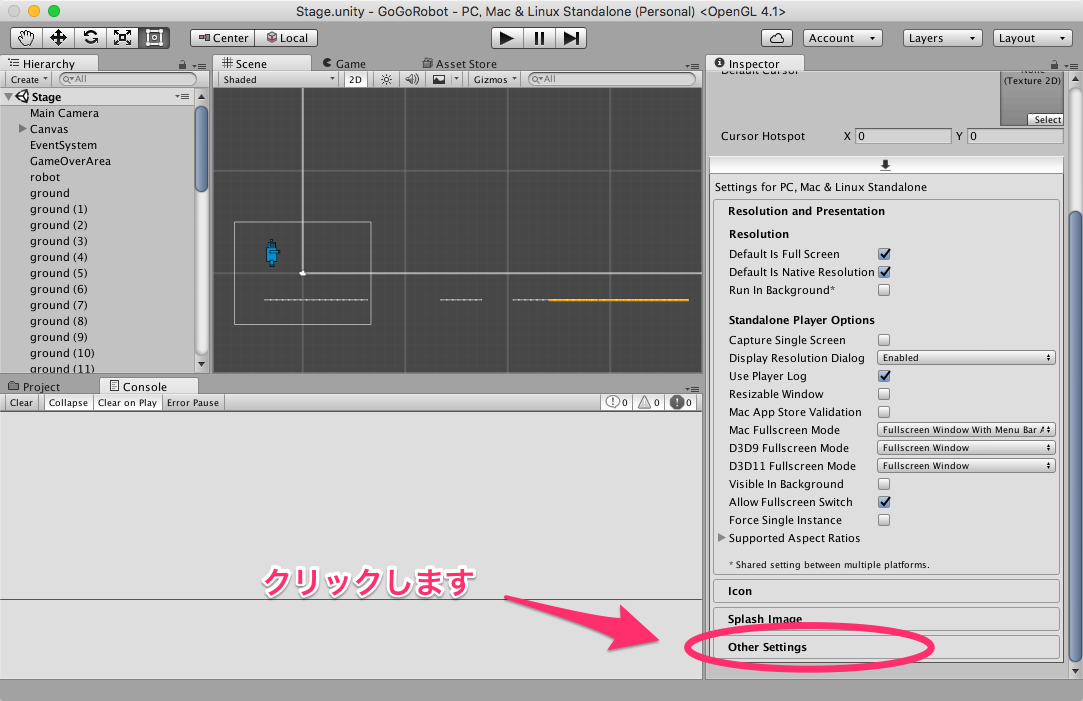 Stage.unity - GoGoRobot - PC, Mac & Linux Standalone (Personal) <OpenGL 4.1>
Center Local Account Layers Layout
Hierarchy
Create All
Stage
Main Camera
Canvas
EventSystem
GameOverArea
robot
ground
ground (1)
ground (2)
ground (3)
ground (4)
ground (5)
ground (6)
ground (7)
ground (8)
ground (9)
ground (10)
ground (11)
Scene Game Asset Store
Shaded 2D Gizmos All
Project Console
Clear Collapse Clear on Play Error Pause 0 0 0
クリックします
Inspector
Default Cursor
None
(Texture 2D)
Select
Cursor Hotspot X 0 Y 0
Settings for PC, Mac & Linux Standalone
Resolution and Presentation
Resolution
Default Is Full Screen
Default Is Native Resolution
Run In Background*
Standalone Player Options
Capture Single Screen
Display Resolution Dialog Enabled
Use Player Log
Resizable Window
Mac App Store Validation
Mac Fullscreen Mode Fullscreen Window With Menu Bar A
D3D9 Fullscreen Mode Fullscreen Window
D3D11 Fullscreen Mode Fullscreen Window
Visible In Background
Allow Fullscreen Switch
Force Single Instance
Supported Aspect Ratios
* Shared setting between multiple platforms.
Icon
Splash Image
Other Settings